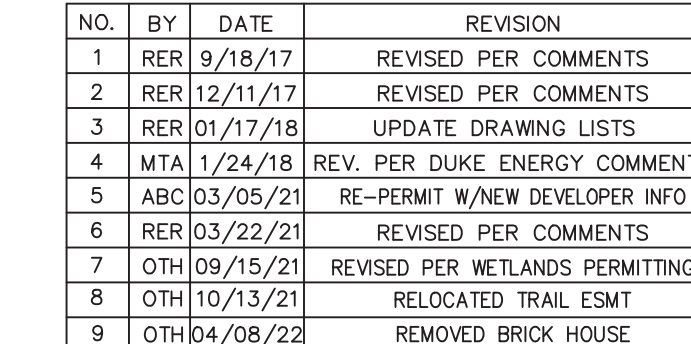 NO. BY DATE REVISION
1 RER 9/18/17 REVISED PER COMMENTS
2 RER 12/11/17 REVISED PER COMMENTS
3 RER 01/17/18 UPDATE DRAWING LISTS
4 MTA 1/24/18 REV. PER DUKE ENERGY COMMENT
5 ABC 03/05/21 RE-PERMIT W/NEW DEVELOPER INFO
6 RER 03/22/21 REVISED PER COMMENTS
7 OTH 09/15/21 REVISED PER WETLANDS PERMITTING
8 OTH 10/13/21 RELOCATED TRAIL ESMT
9 OTH 04/08/22 REMOVED BRICK HOUSE